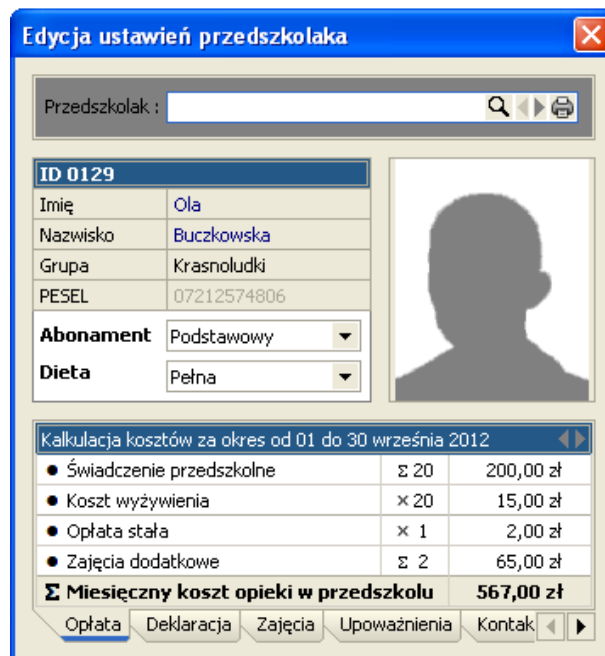 Edycja ustawień przedszkolaka
Przedszkolak :
ID 0129
Imię Ola
Nazwisko Buczkowska
Grupa Krasnoludki
PESEL 07212574806
Abonament Podstawowy
Dieta Pełna
Kalkulacja kosztów za okres od 01 do 30 września 2012
• Świadczenie przedszkolne Σ 20 200,00 zł
• Koszt wyżywienia × 20 15,00 zł
• Opłata stała × 1 2,00 zł
• Zajęcia dodatkowe Σ 2 65,00 zł
Σ Miesięczny koszt opieki w przedszkolu 567,00 zł
Opłata Deklaracja Zajęcia Upoważnienia Kontak